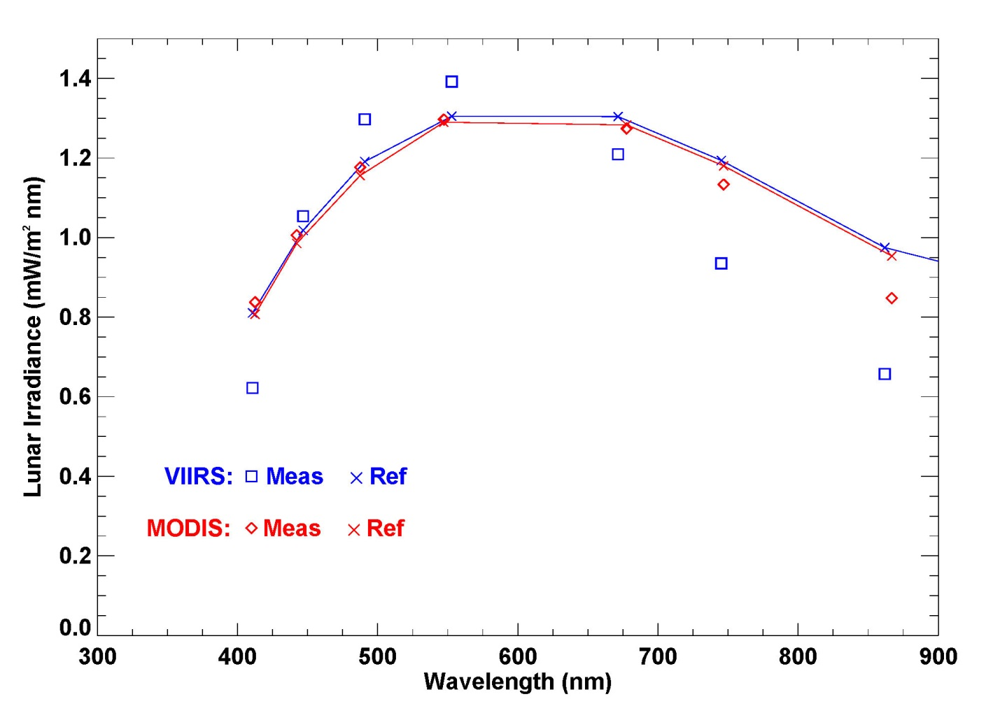 1.4
1.2
1.0
0.8
0.6
0.4
0.2
0.0
Lunar Irradiance (mW/m² nm)
VIIRS: □ Meas × Ref
MODIS: ◇ Meas × Ref
300 400 500 600 700 800 900
Wavelength (nm)